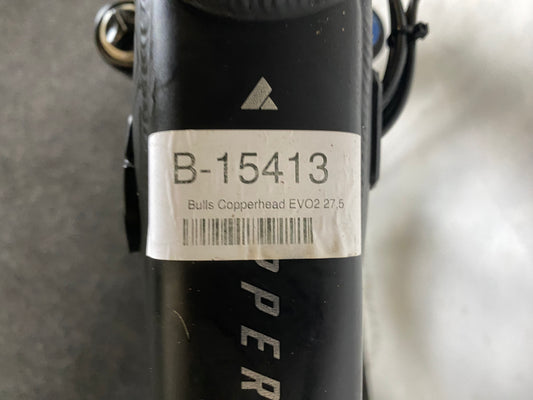 B-15413
Bulls Copperhead EVO2 27,5
PPER